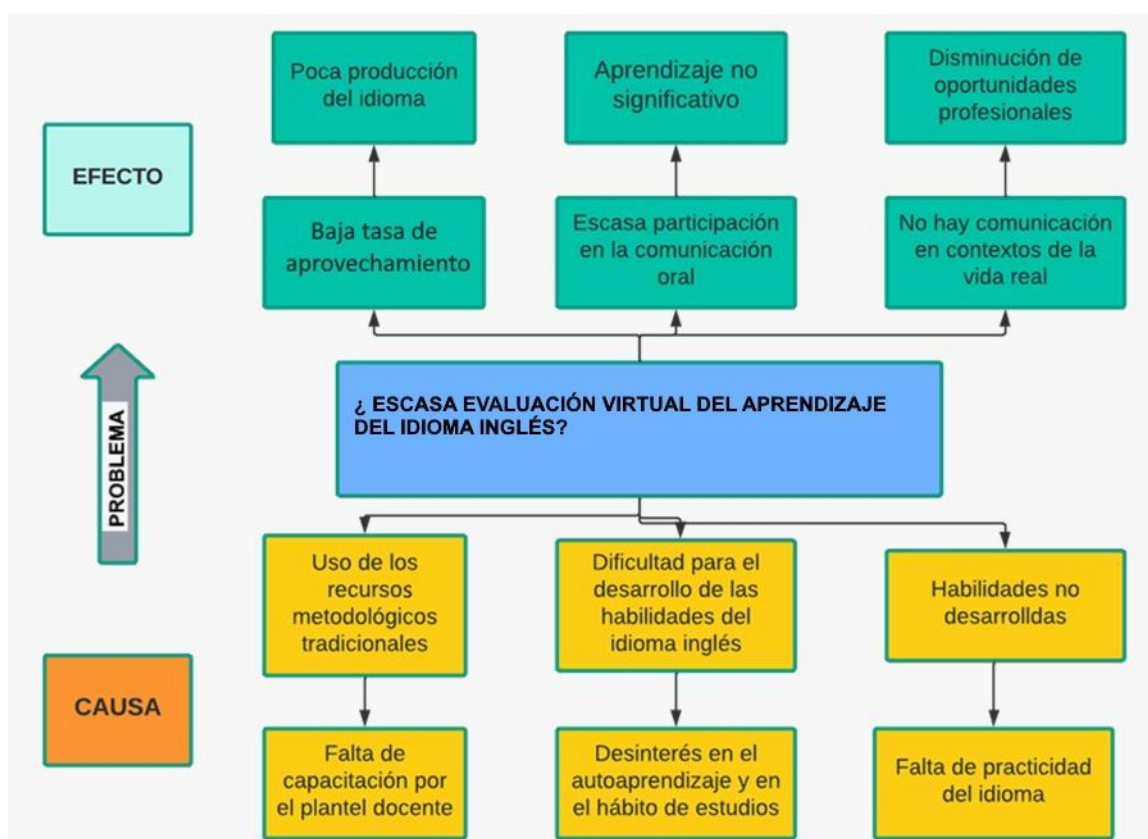 Poca producción
del idioma
Aprendizaje no
significativo
Disminución de
oportunidades
profesionales
EFECTO
Baja tasa de
aprovechamiento
Escasa participación
en la comunicación
oral
No hay comunicación
en contextos de la
vida real
PROBLEMA
¿ ESCASA EVALUACIÓN VIRTUAL DEL APRENDIZAJE
DEL IDIOMA INGLÉS?
Uso de los
recursos
metodológicos
tradicionales
Dificultad para el
desarrollo de las
habilidades del
idioma inglés
Habilidades no
desarrolldas
CAUSA
Falta de
capacitación por
el plantel docente
Desinterés en el
autoaprendizaje y en
el hábito de estudios
Falta de practicidad
del idioma